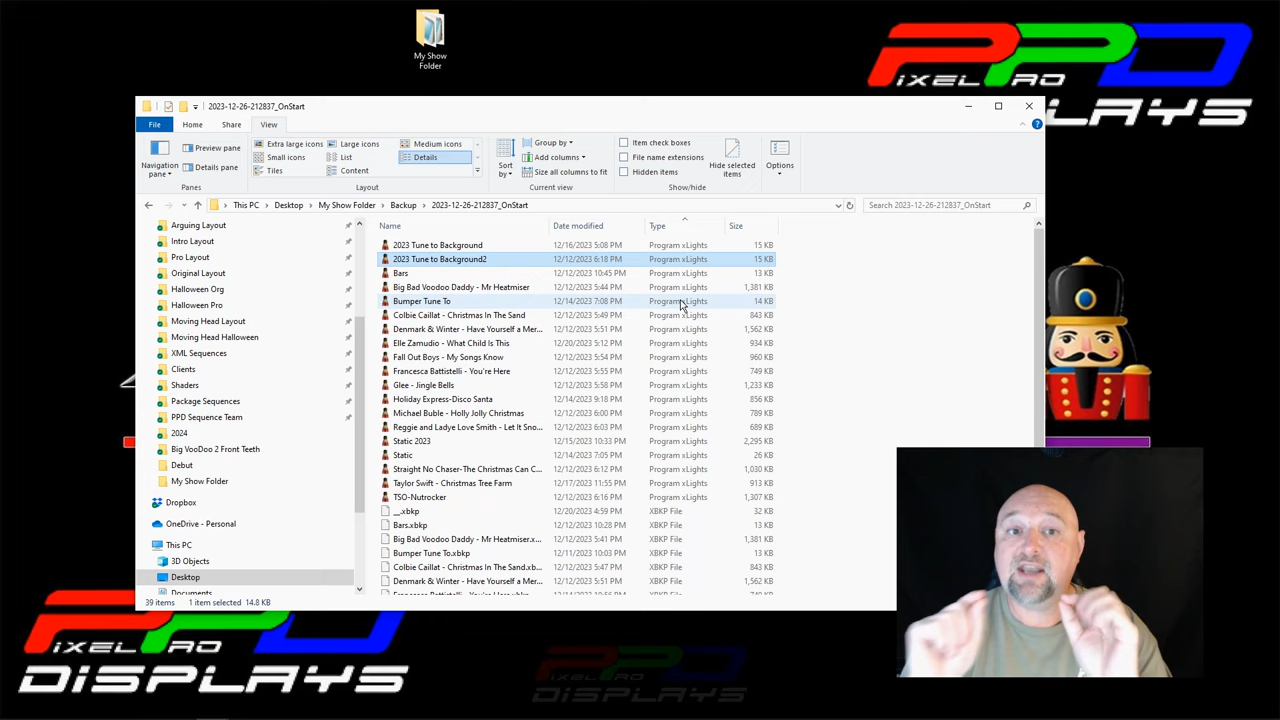 My Show
Folder
PPD
PIXEL PRO
DISPLAYS
2023-12-26-212837_OnStart
File Home Share View
Navigation
pane
Preview pane
Details pane
Panes
Extra large icons Large icons Medium icons
Small icons List Details
Tiles Content
Layout
Sort
by
Group by
Add columns
Size all columns to fit
Current view
Item check boxes
File name extensions
Hidden items
Hide selected
items
Show/hide
Options
This PC Desktop My Show Folder Backup 2023-12-26-212837_OnStart
Search 2023-12-26-212837_OnStart
Arguing Layout
Intro Layout
Pro Layout
Original Layout
Halloween Org
Halloween Pro
Moving Head Layout
Moving Head Halloween
XML Sequences
Clients
Shaders
Package Sequences
PPD Sequence Team
2024
Big VooDoo 2 Front Teeth
Debut
My Show Folder
Dropbox
OneDrive - Personal
This PC
3D Objects
Desktop
Documents
Name Date modified Type Size
2023 Tune to Background 12/16/2023 5:08 PM Program xLights 15 KB
2023 Tune to Background2 12/12/2023 6:18 PM Program xLights 15 KB
Bars 12/12/2023 10:45 PM Program xLights 13 KB
Big Bad Voodoo Daddy - Mr Heatmiser 12/12/2023 5:44 PM Program xLights 1,381 KB
Bumper Tune To 12/14/2023 7:08 PM Program xLights 14 KB
Colbie Caillat - Christmas In The Sand 12/12/2023 5:49 PM Program xLights 843 KB
Denmark & Winter - Have Yourself a Mer... 12/12/2023 5:51 PM Program xLights 1,562 KB
Elle Zamudio - What Child Is This 12/20/2023 5:12 PM Program xLights 934 KB
Fall Out Boys - My Songs Know 12/12/2023 5:54 PM Program xLights 960 KB
Francesca Battistelli - You're Here 12/12/2023 5:55 PM Program xLights 749 KB
Glee - Jingle Bells 12/12/2023 5:58 PM Program xLights 1,233 KB
Holiday Express-Disco Santa 12/14/2023 9:18 PM Program xLights 856 KB
Michael Buble - Holly Jolly Christmas 12/12/2023 6:00 PM Program xLights 789 KB
Reggie and Ladye Love Smith - Let It Sno... 12/12/2023 6:03 PM Program xLights 689 KB
Static 2023 12/15/2023 10:33 PM Program xLights 2,295 KB
Static 12/14/2023 7:05 PM Program xLights 26 KB
Straight No Chaser-The Christmas Can C... 12/12/2023 6:12 PM Program xLights 1,030 KB
Taylor Swift - Christmas Tree Farm 12/17/2023 11:55 PM Program xLights 913 KB
TSO-Nutrocker 12/12/2023 6:16 PM Program xLights 1,307 KB
__.xbkp 12/20/2023 4:59 PM XBKP File 32 KB
Bars.xbkp 12/12/2023 10:28 PM XBKP File 13 KB
Big Bad Voodoo Daddy - Mr Heatmiser.x... 12/12/2023 5:41 PM XBKP File 1,381 KB
Bumper Tune To.xbkp 12/11/2023 10:03 PM XBKP File 13 KB
Colbie Caillat - Christmas In The Sand.xb... 12/12/2023 5:47 PM XBKP File 843 KB
Denmark & Winter - Have Yourself a Mer... 12/12/2023 5:51 PM XBKP File 1,562 KB
39 items 1 item selected 14.8 KB
PIXEL PRO
DISPLAYS
PPD
DISPLAYS